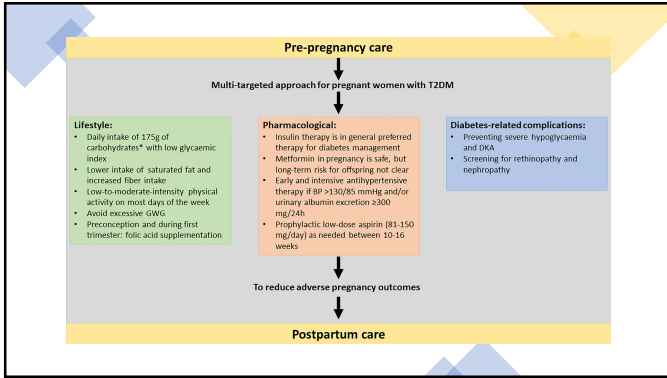 Pre-pregnancy care
Multi-targeted approach for pregnant women with T2DM
Lifestyle:
• Daily intake of 175g of
carbohydrates* with low glycaemic
index
• Lower intake of saturated fat and
increased fiber intake
• Low-to-moderate-intensity physical
activity on most days of the week
• Avoid excessive GWG
• Preconception and during first
trimester: folic acid supplementation
Pharmacological:
• Insulin therapy is in general preferred
therapy for diabetes management
• Metformin in pregnancy is safe, but
long-term risk for offspring not clear
• Early and intensive antihypertensive
therapy if BP >130/85 mmHg and/or
urinary albumin excretion ≥300
mg/24h
• Prophylactic low-dose aspirin (81-150
mg/day) as needed between 10-16
weeks
Diabetes-related complications:
• Preventing severe hypoglycaemia
and DKA
• Screening for rethinopathy and
nephropathy
To reduce adverse pregnancy outcomes
Postpartum care